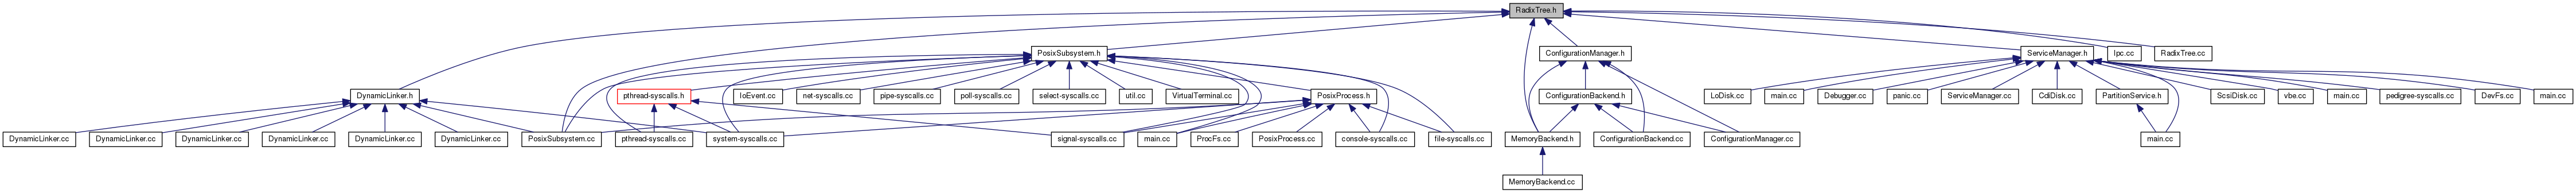 RadixTree.h
PosixSubsystem.h
ConfigurationManager.h
ServiceManager.h
Ipc.cc
RadixTree.cc
DynamicLinker.h
pthread-syscalls.h
IoEvent.cc
net-syscalls.cc
pipe-syscalls.cc
poll-syscalls.cc
select-syscalls.cc
util.cc
VirtualTerminal.cc
PosixProcess.h
ConfigurationBackend.h
LoDisk.cc
main.cc
Debugger.cc
panic.cc
ServiceManager.cc
CdiDisk.cc
PartitionService.h
ScsiDisk.cc
vbe.cc
main.cc
pedigree-syscalls.cc
DevFs.cc
main.cc
DynamicLinker.cc
DynamicLinker.cc
DynamicLinker.cc
DynamicLinker.cc
DynamicLinker.cc
DynamicLinker.cc
PosixSubsystem.cc
pthread-syscalls.cc
system-syscalls.cc
signal-syscalls.cc
main.cc
ProcFs.cc
PosixProcess.cc
console-syscalls.cc
file-syscalls.cc
MemoryBackend.h
ConfigurationBackend.cc
ConfigurationManager.cc
main.cc
MemoryBackend.cc